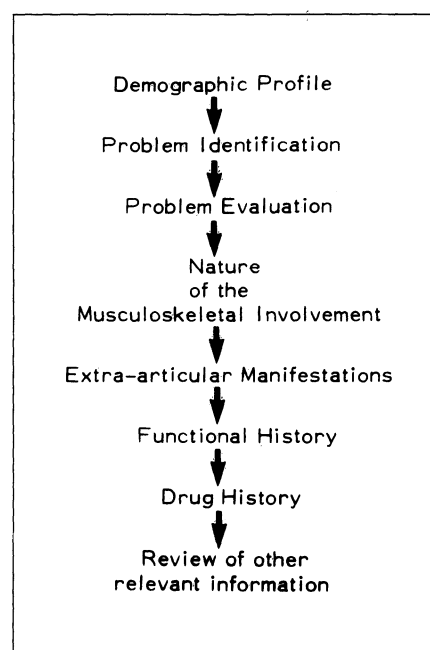 Demographic Profile
Problem Identification
Problem Evaluation
Nature
of the
Musculoskeletal Involvement
Extra-articular Manifestations
Functional History
Drug History
Review of other
relevant information